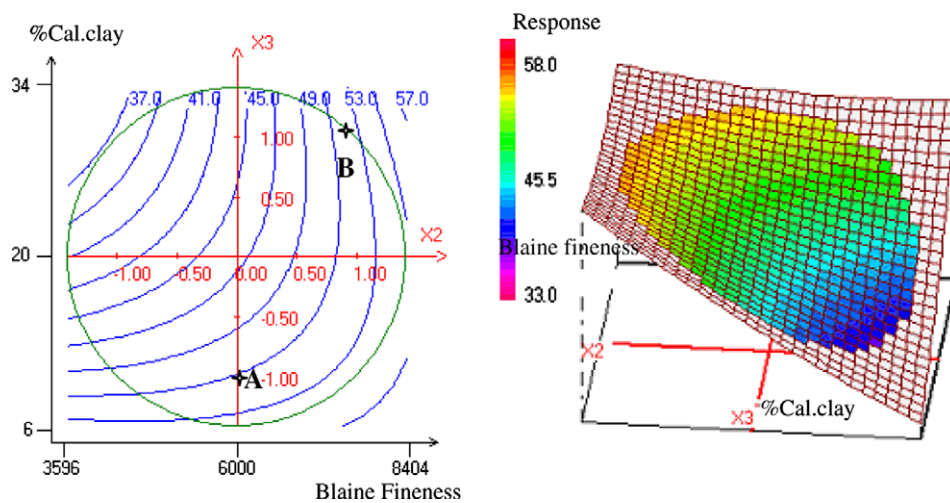 %Cal.clay
X3
34
37.0 41.0 45.0 49.0 53.0 57.0
1.00
B
0.50
X2
20
-1.00 -0.50 0.00 0.50 1.00
-0.50
A -1.00
6
3596 6000 8404
Blaine Fineness
Response
58.0
45.5
Blaine fineness
33.0
X2
X3 %Cal.clay